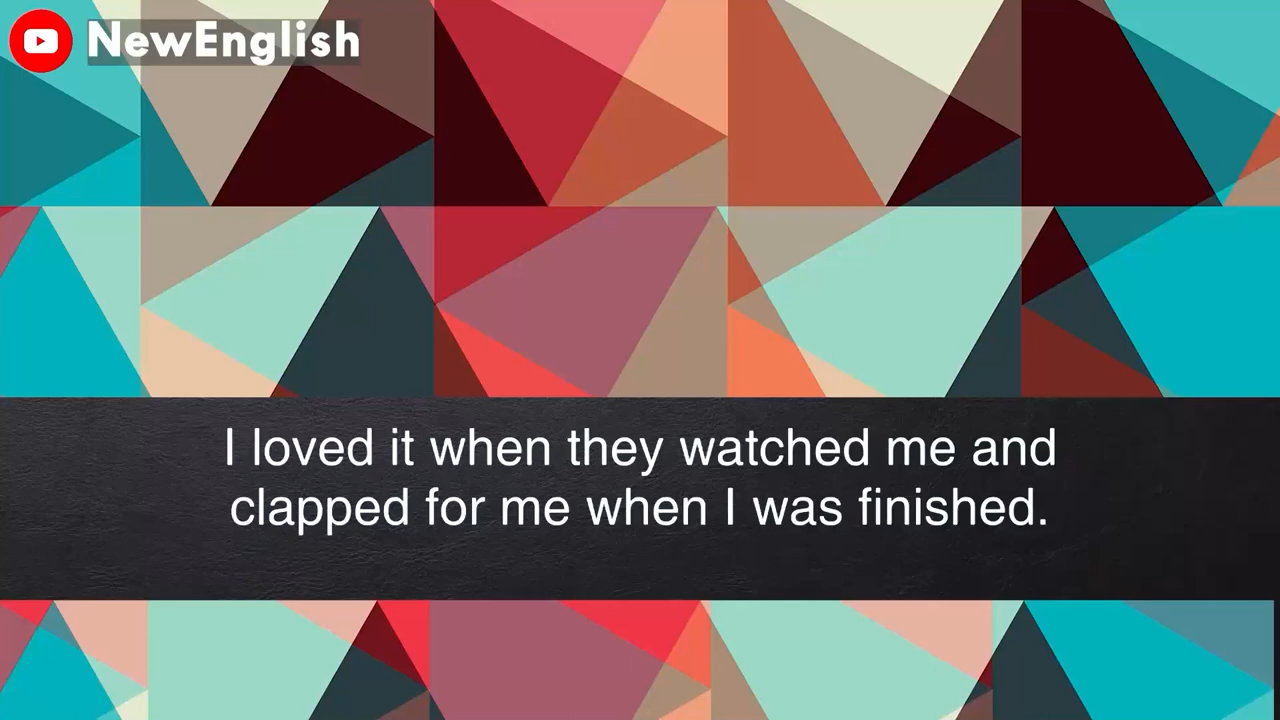 NewEnglish
I loved it when they watched me and
clapped for me when I was finished.